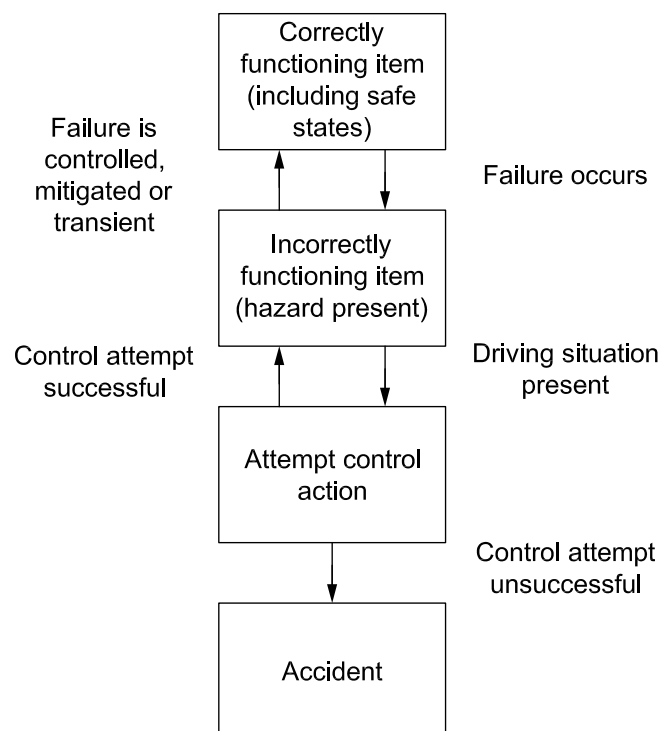 Correctly
functioning item
(including safe
states)
Failure is
controlled,
mitigated or
transient
Failure occurs
Incorrectly
functioning item
(hazard present)
Control attempt
successful
Driving situation
present
Attempt control
action
Control attempt
unsuccessful
Accident